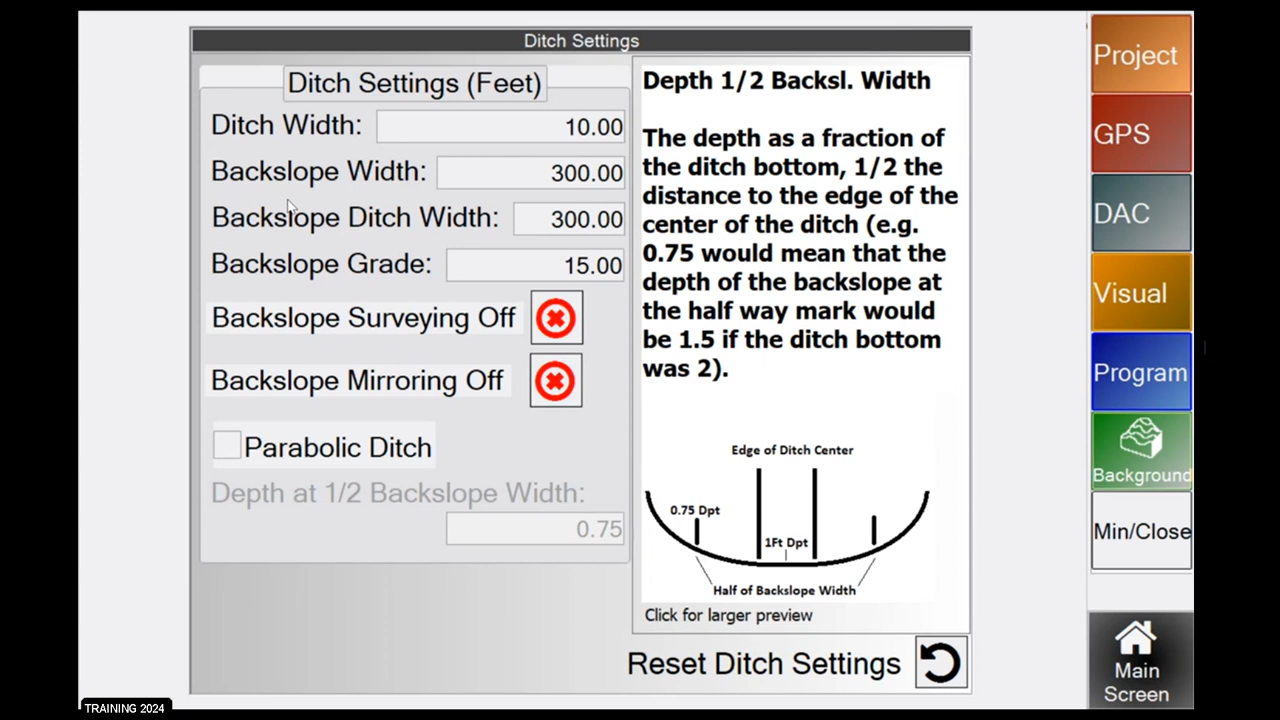 Ditch Settings
Ditch Settings (Feet)
Ditch Width: 10.00
Backslope Width: 300.00
Backslope Ditch Width: 300.00
Backslope Grade: 15.00
Backslope Surveying Off
Backslope Mirroring Off
Parabolic Ditch
Depth at 1/2 Backslope Width:
0.75
Depth 1/2 Backsl. Width
The depth as a fraction of
the ditch bottom, 1/2 the
distance to the edge of the
center of the ditch (e.g.
0.75 would mean that the
depth of the backslope at
the half way mark would
be 1.5 if the ditch bottom
was 2).
Edge of Ditch Center
0.75 Dpt
1Ft Dpt
Half of Backslope Width
Click for larger preview
Reset Ditch Settings
Project
GPS
DAC
Visual
Program
Background
Min/Close
Main
Screen
TRAINING 2024